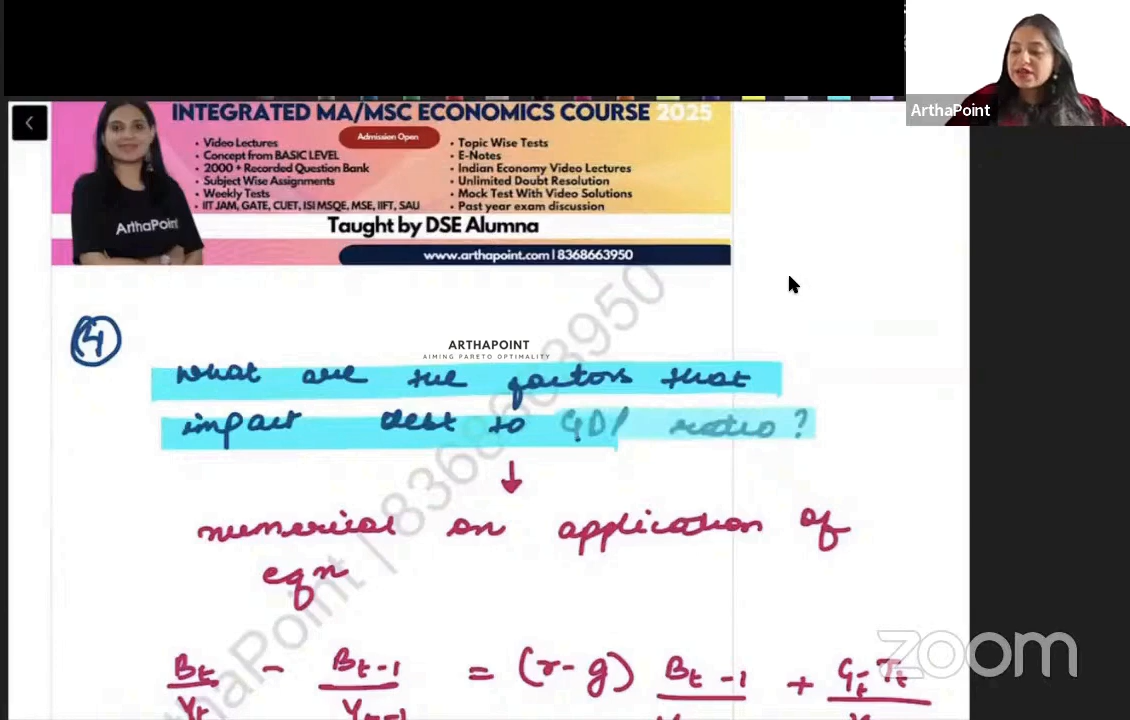 ArthaPoint
INTEGRATED MA/MSC ECONOMICS COURSE 2025
Admission Open
• Video Lectures
• Concept from BASIC LEVEL
• 2000 + Recorded Question Bank
• Subject Wise Assignments
• Weekly Tests
• IIT JAM, GATE, CUET, ISI MSQE, MSE, IIFT, SAU
• Topic Wise Tests
• E-Notes
• Indian Economy Video Lectures
• Unlimited Doubt Resolution
• Mock Test With Video Solutions
• Past year exam discussion
ArthaPoint
Taught by DSE Alumna
www.arthapoint.com | 8368663950
4
ARTHAPOINT
AIMING PARETO OPTIMALITY
what are the factors that
impact debt to GDP ratio?
↓
numerical on application of
eqn
Bt/Yt - Bt-1/Yt-1 = (r-g) Bt-1 + Gt-Tt
ArthaPoint | 8368663950
zoom